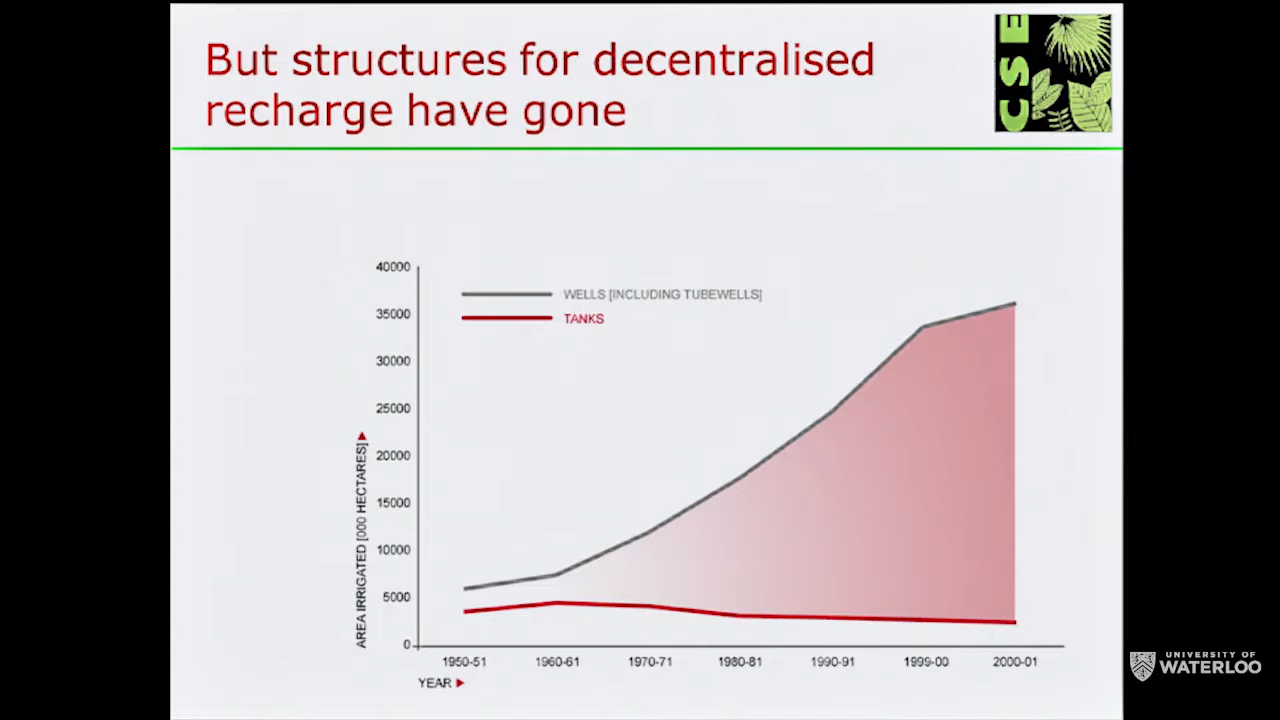 But structures for decentralised
recharge have gone
CSE
40000
35000
30000
25000
20000
15000
10000
5000
0
WELLS [INCLUDING TUBEWELLS]
TANKS
AREA IRRIGATED [000 HECTARES]
1950-51 1960-61 1970-71 1980-81 1990-91 1999-00 2000-01
YEAR
UNIVERSITY OF
WATERLOO